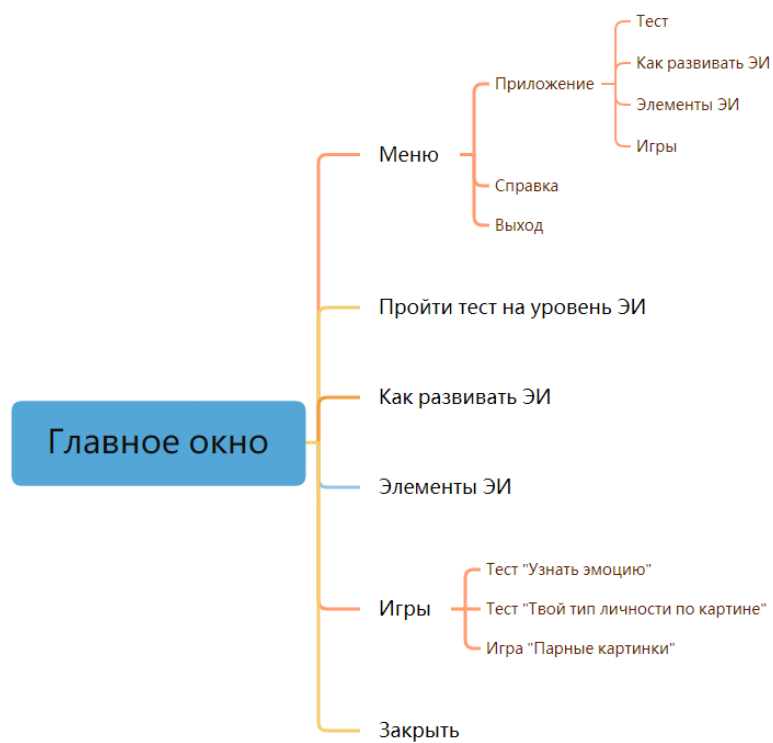 Главное окно
Меню
Приложение
Тест
Как развивать ЭИ
Элементы ЭИ
Игры
Справка
Выход
Пройти тест на уровень ЭИ
Как развивать ЭИ
Элементы ЭИ
Игры
Тест "Узнать эмоцию"
Тест "Твой тип личности по картине"
Игра "Парные картинки"
Закрыть